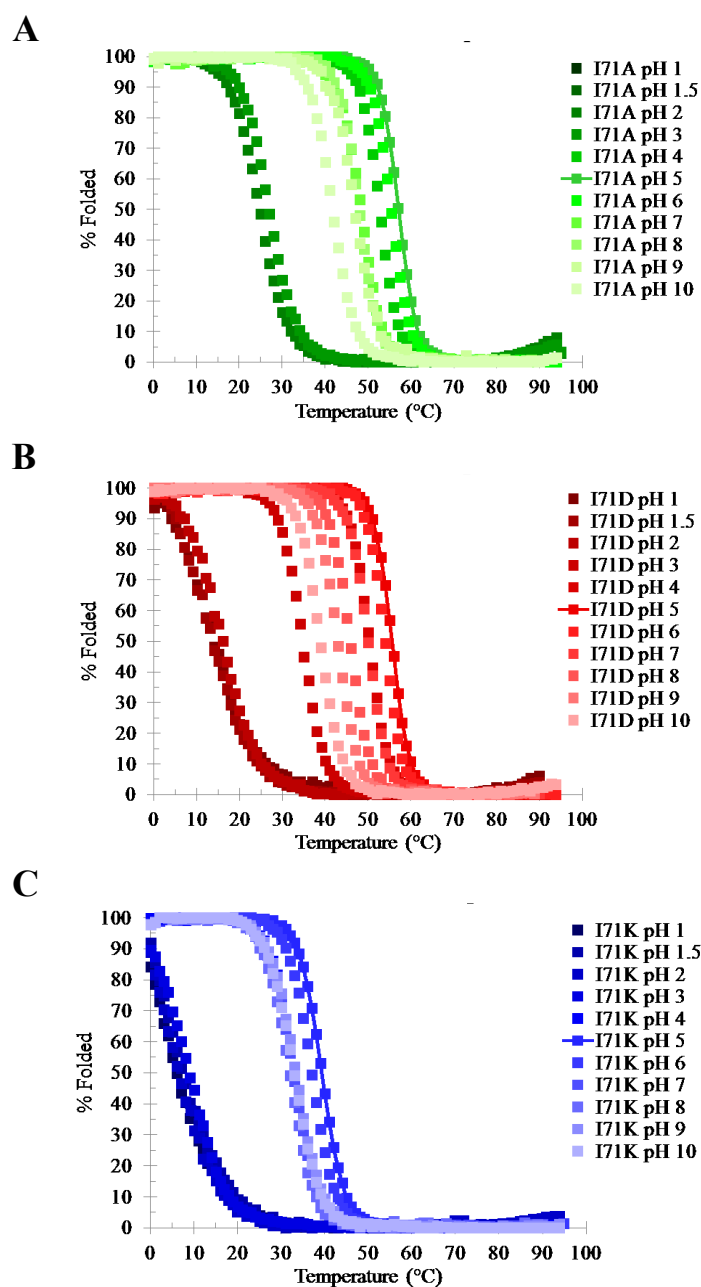 A
% Folded
100
90
80
70
60
50
40
30
20
10
0
0 10 20 30 40 50 60 70 80 90 100
Temperature (°C)
I71A pH 1
I71A pH 1.5
I71A pH 2
I71A pH 3
I71A pH 4
I71A pH 5
I71A pH 6
I71A pH 7
I71A pH 8
I71A pH 9
I71A pH 10
B
% Folded
100
90
80
70
60
50
40
30
20
10
0
0 10 20 30 40 50 60 70 80 90 100
Temperature (°C)
I71D pH 1
I71D pH 1.5
I71D pH 2
I71D pH 3
I71D pH 4
I71D pH 5
I71D pH 6
I71D pH 7
I71D pH 8
I71D pH 9
I71D pH 10
C
% Folded
100
90
80
70
60
50
40
30
20
10
0
0 10 20 30 40 50 60 70 80 90 100
Temperature (°C)
I71K pH 1
I71K pH 1.5
I71K pH 2
I71K pH 3
I71K pH 4
I71K pH 5
I71K pH 6
I71K pH 7
I71K pH 8
I71K pH 9
I71K pH 10